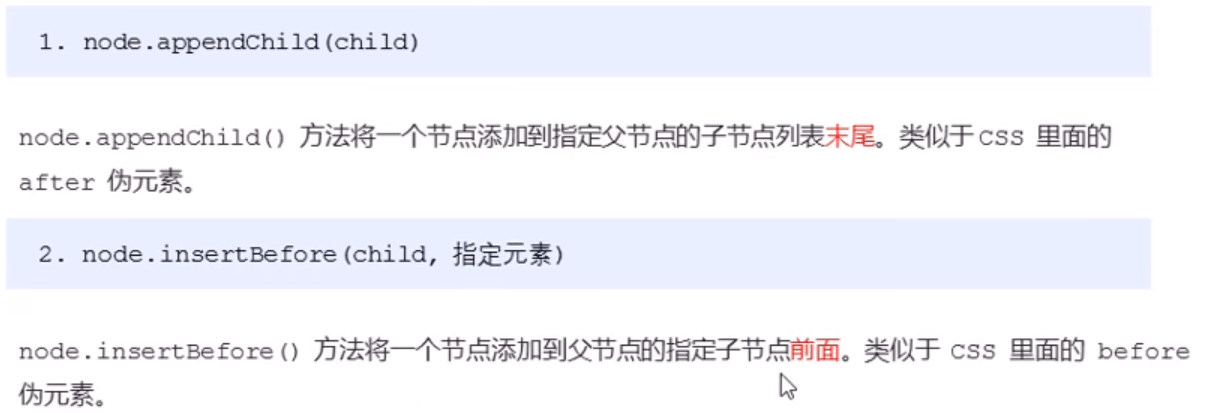 1. node.appendChild(child)
node.appendChild() 方法将一个节点添加到指定父节点的子节点列表末尾。类似于 CSS 里面的
after 伪元素。
2. node.insertBefore(child, 指定元素)
node.insertBefore() 方法将一个节点添加到父节点的指定子节点前面。类似于 CSS 里面的 before
伪元素。